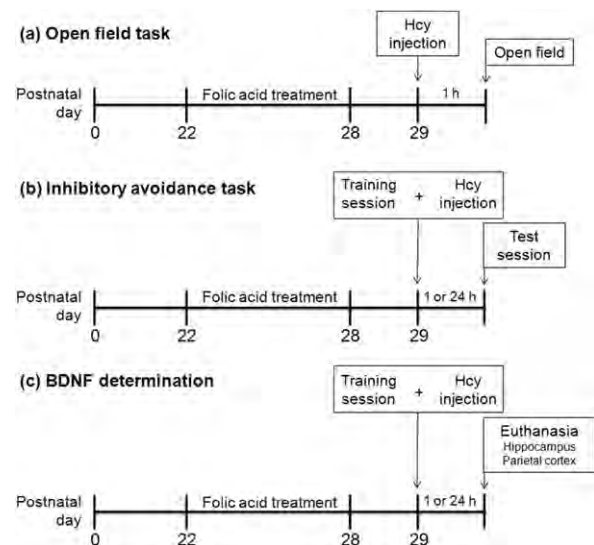 (a) Open field task
Hcy
injection
Open field
Postnatal
day
Folic acid treatment
1 h
0
22
28
29
(b) Inhibitory avoidance task
Training
session
+
Hcy
injection
Test
session
Postnatal
day
Folic acid treatment
1 or 24 h
0
22
28
29
(c) BDNF determination
Training
session
+
Hcy
injection
Euthanasia
Hippocampus
Parietal cortex
Postnatal
day
Folic acid treatment
1 or 24 h
0
22
28
29